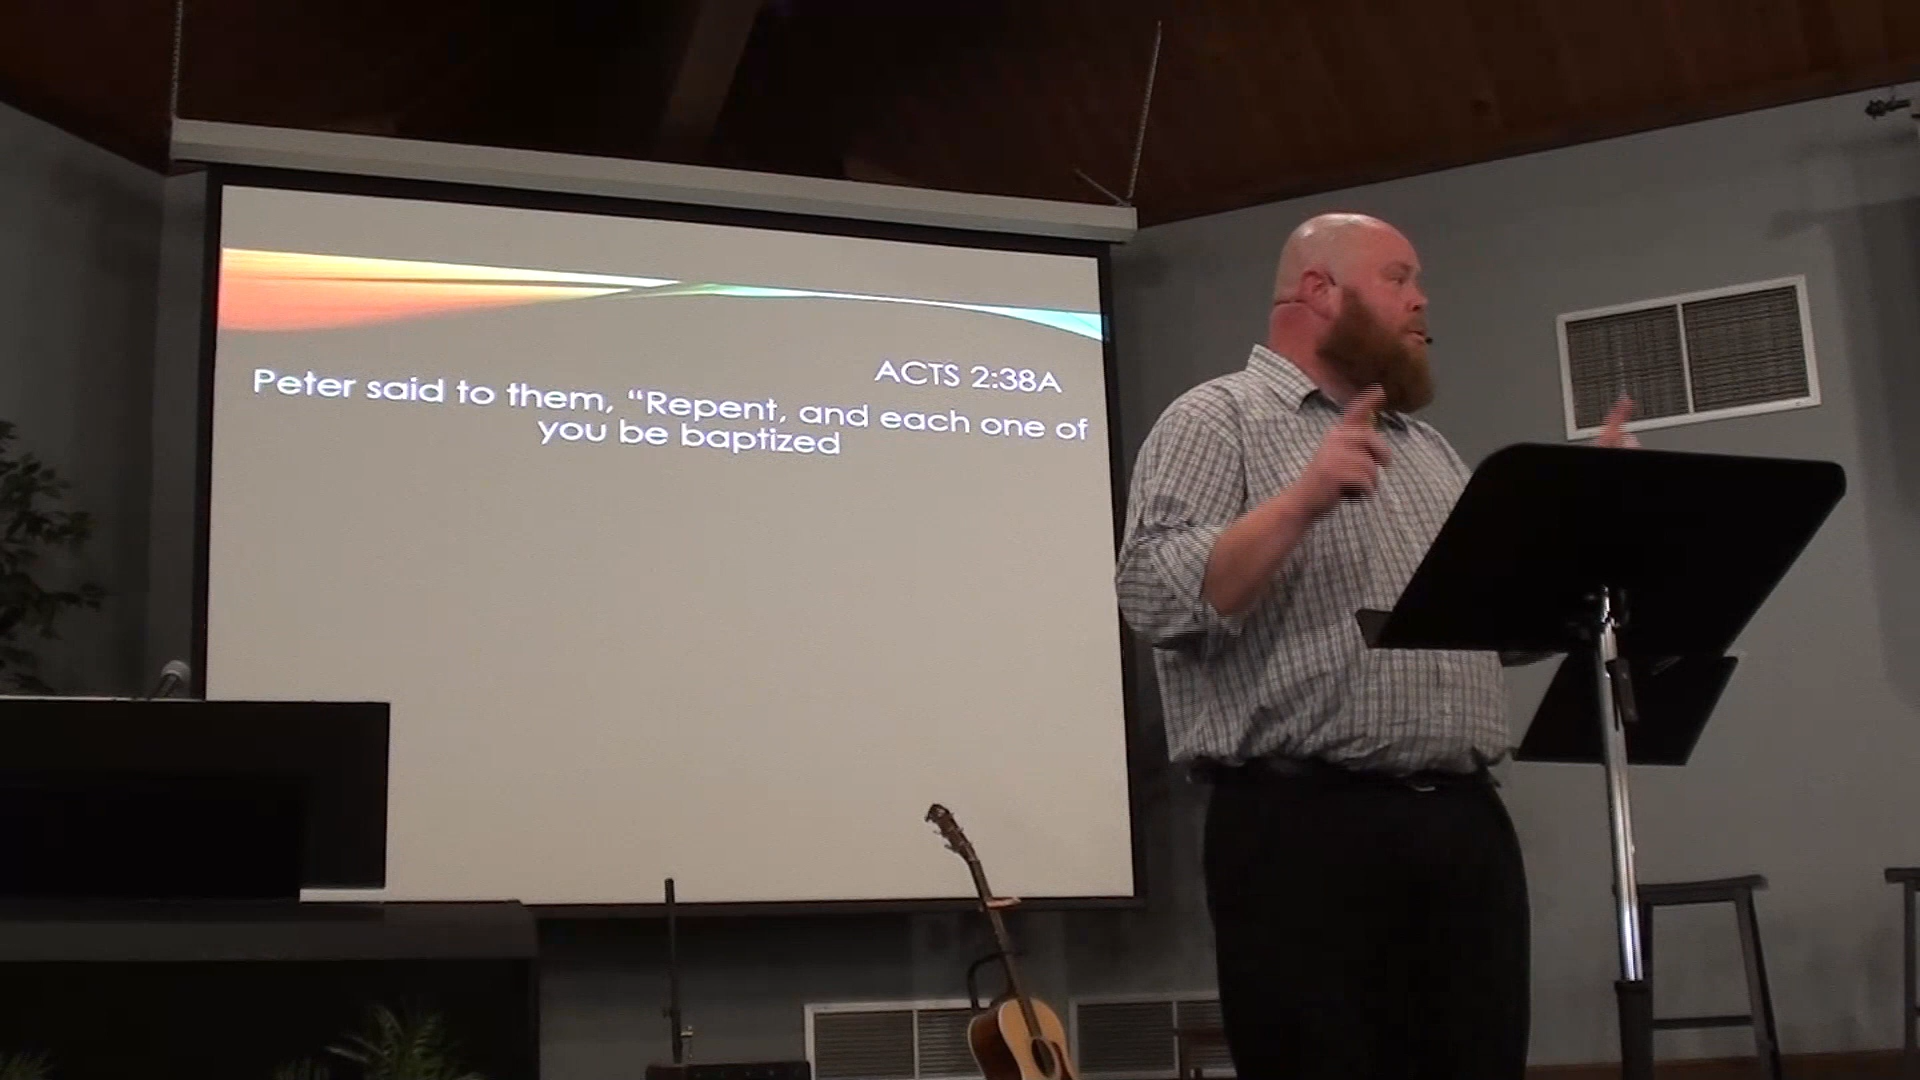 ACTS 2:38A
Peter said to them, “Repent, and each one of
you be baptized